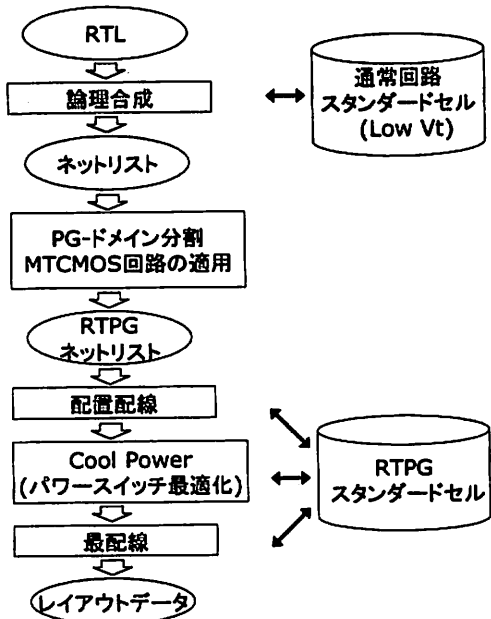 RTL
論理合成
通常回路
スタンダードセル
(Low Vt)
ネットリスト
PG-ドメイン分割
MTCMOS回路の適用
RTPG
ネットリスト
配置配線
Cool Power
(パワースイッチ最適化)
RTPG
スタンダードセル
最配線
レイアウトデータ